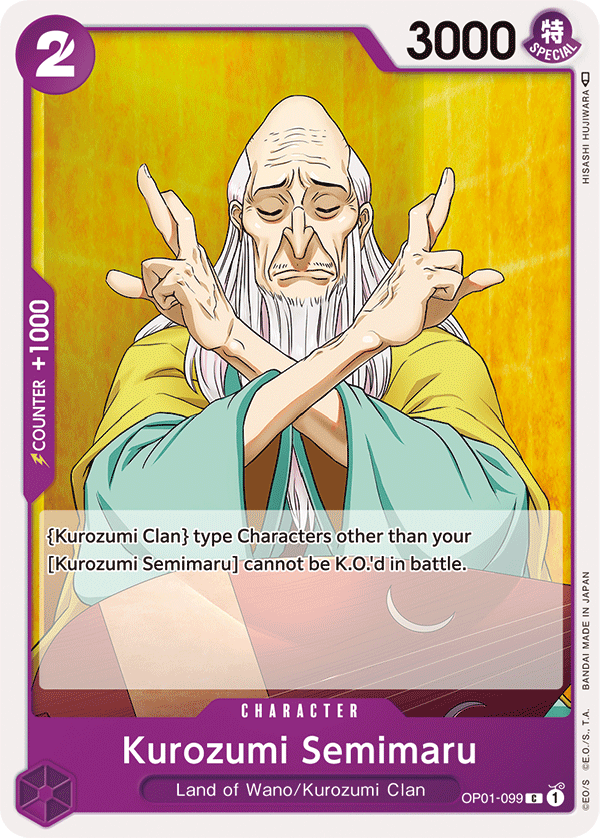 2
3000
特
SPECIAL
HISASHI HUJIWARA
COUNTER +1000
{Kurozumi Clan} type Characters other than your
[Kurozumi Semimaru] cannot be K.O.'d in battle.
CHARACTER
Kurozumi Semimaru
Land of Wano/Kurozumi Clan
OP01-099 C 1
©E.O/S ©E.O./S., T.A. BANDAI MADE IN JAPAN